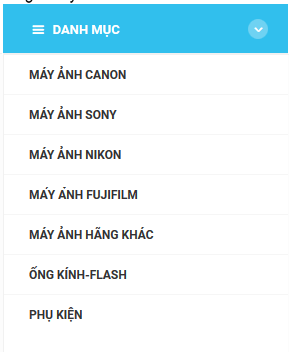 DANH MỤC
MÁY ẢNH CANON
MÁY ẢNH SONY
MÁY ẢNH NIKON
MÁY ẢNH FUJIFILM
MÁY ẢNH HÃNG KHÁC
ỐNG KÍNH-FLASH
PHỤ KIỆN